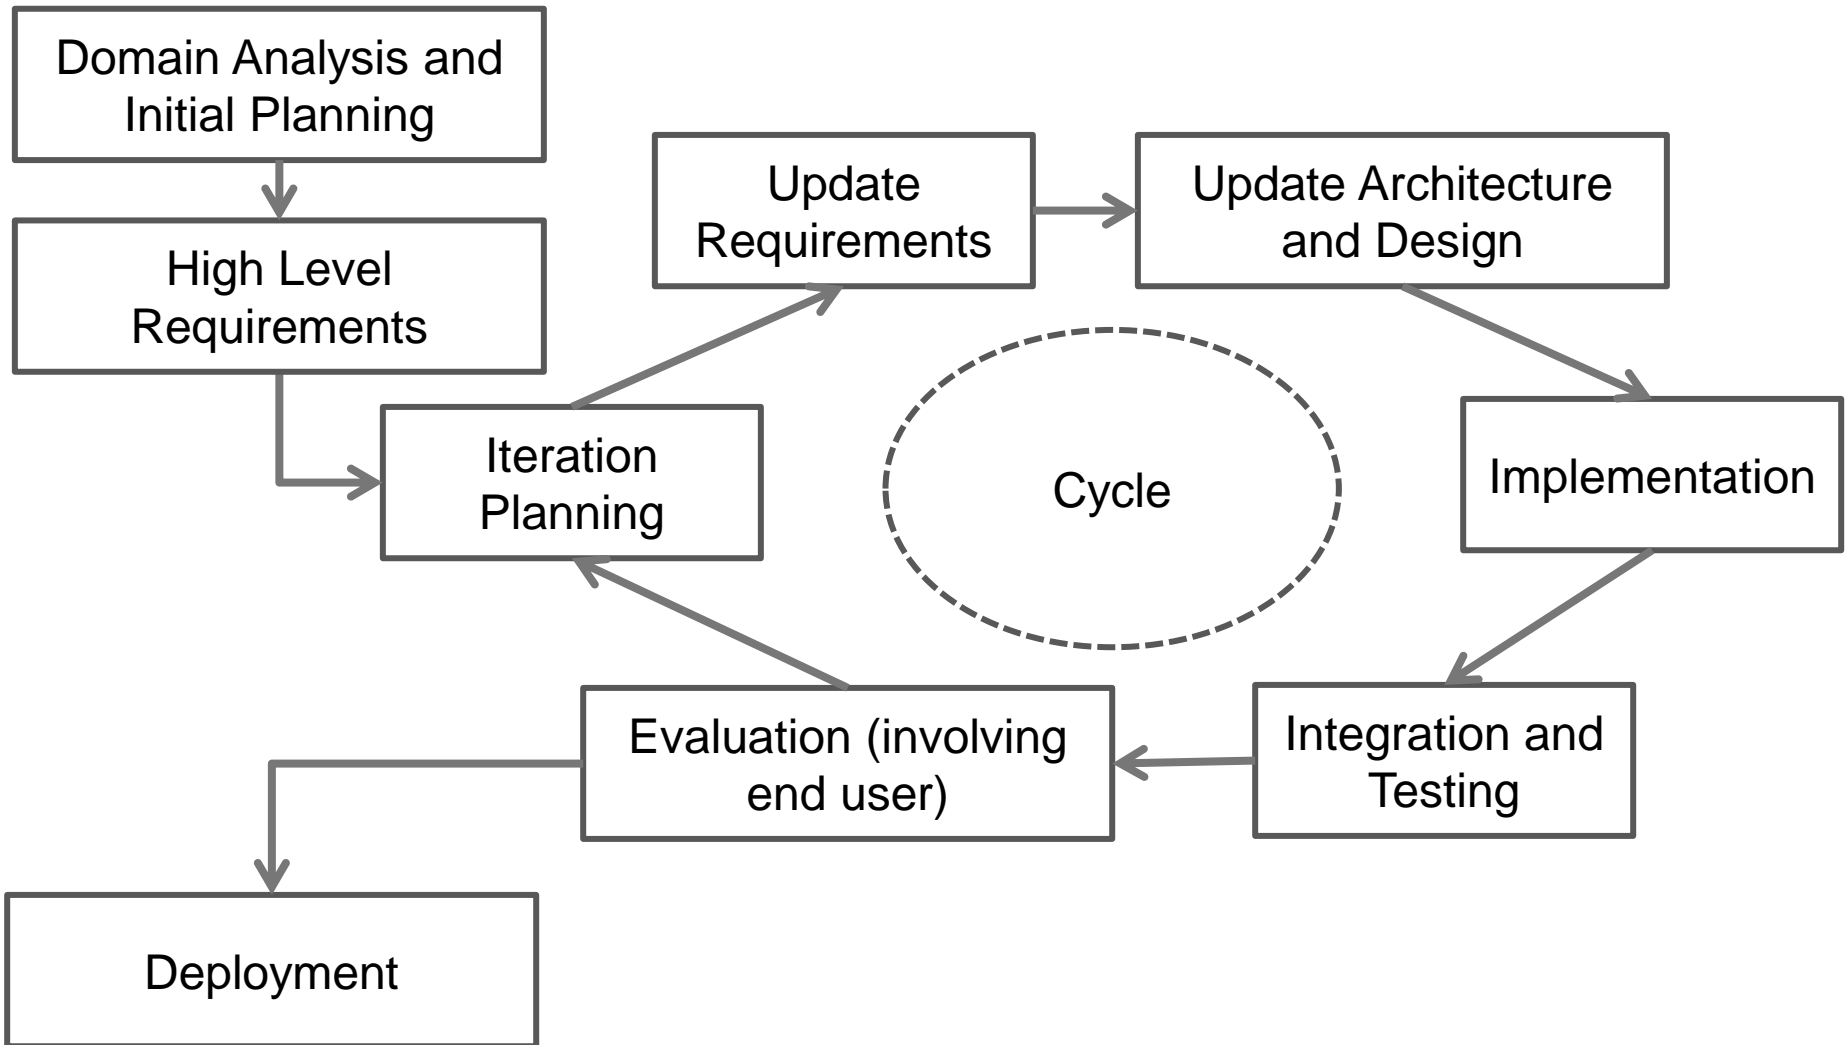 Domain Analysis and
Initial Planning
High Level
Requirements
Iteration
Planning
Update
Requirements
Update Architecture
and Design
Implementation
Integration and
Testing
Evaluation (involving
end user)
Deployment
Cycle